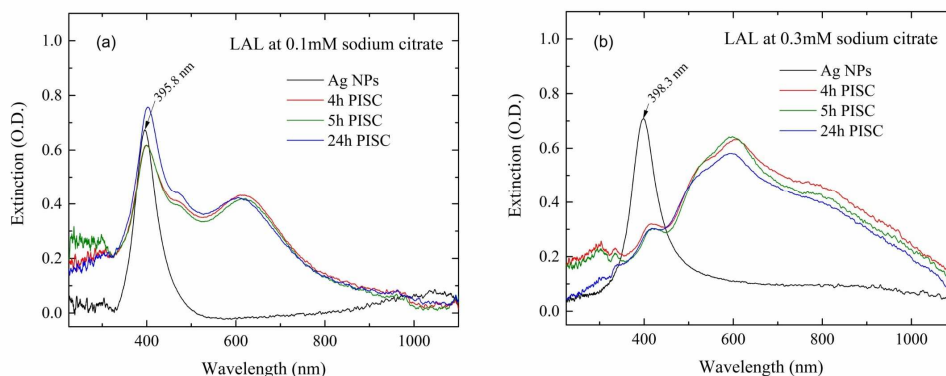 (a)
LAL at 0.1mM sodium citrate
395.8 nm
Ag NPs
4h PISC
5h PISC
24h PISC
Extinction (O.D.)
1.0
0.8
0.6
0.4
0.2
0.0
400
600
800
1000
Wavelength (nm)
(b)
LAL at 0.3mM sodium citrate
398.3 nm
Ag NPs
4h PISC
5h PISC
24h PISC
Extinction (O.D.)
1.0
0.8
0.6
0.4
0.2
0.0
400
600
800
1000
Wavelength (nm)